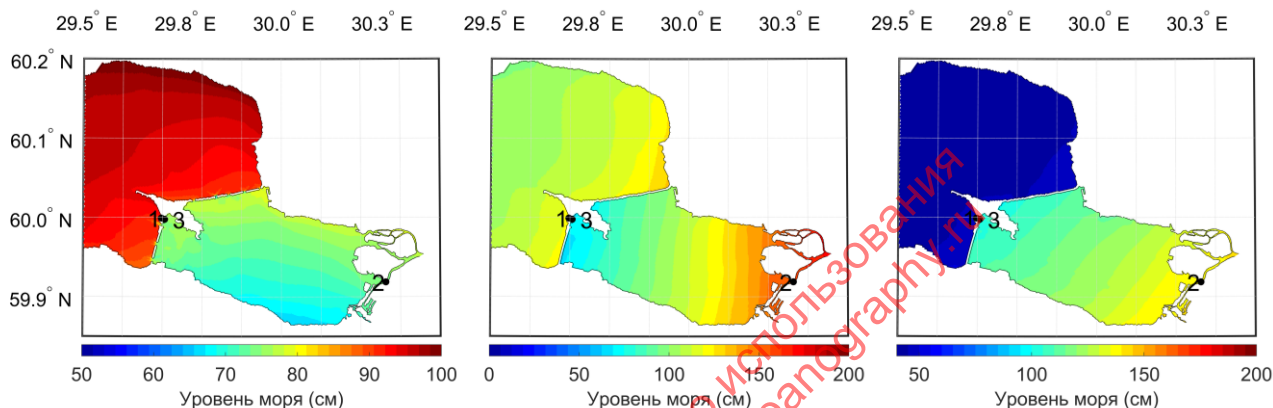 29.5° E 29.8° E 30.0° E 30.3° E 29.5° E 29.8° E 30.0° E 30.3° E 29.5° E 29.8° E 30.0° E 30.3° E
60.2° N
60.1° N
60.0° N
59.9° N
1 3
2
1 3
2
1 3
2
использования
50 60 70 80 90 100 0 50 100 150 200 50 100 150 200
Уровень моря (см) Уровень моря (см) Уровень моря (см)